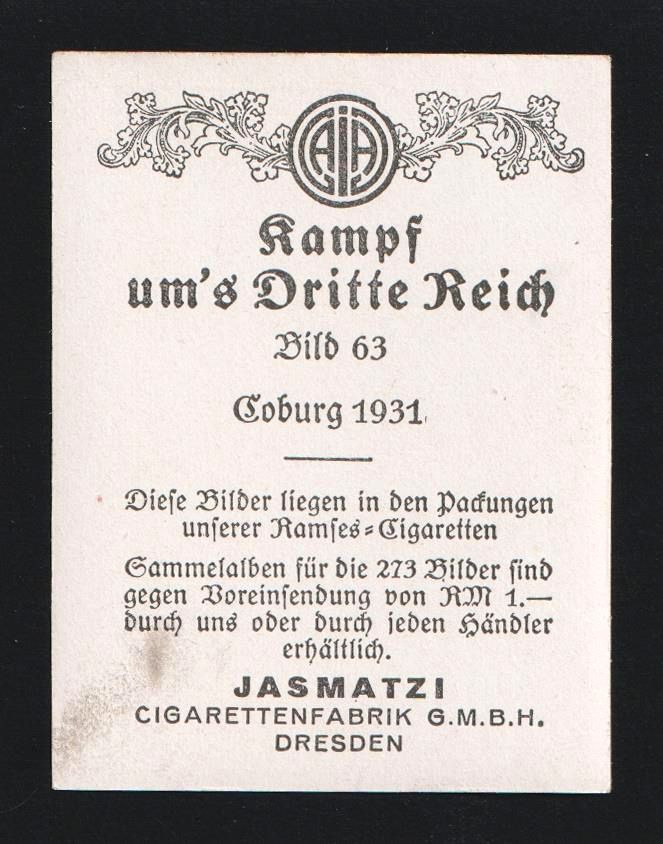 Kampf
um's Dritte Reich
Bild 63
Coburg 1931
Diese Bilder liegen in den Packungen
unserer Ramses=Cigaretten
Sammelalben für die 273 Bilder sind
gegen Voreinsendung von RM 1.—
durch uns oder durch jeden Händler
erhältlich.
JASMATZI
CIGARETTENFABRIK G.M.B.H.
DRESDEN